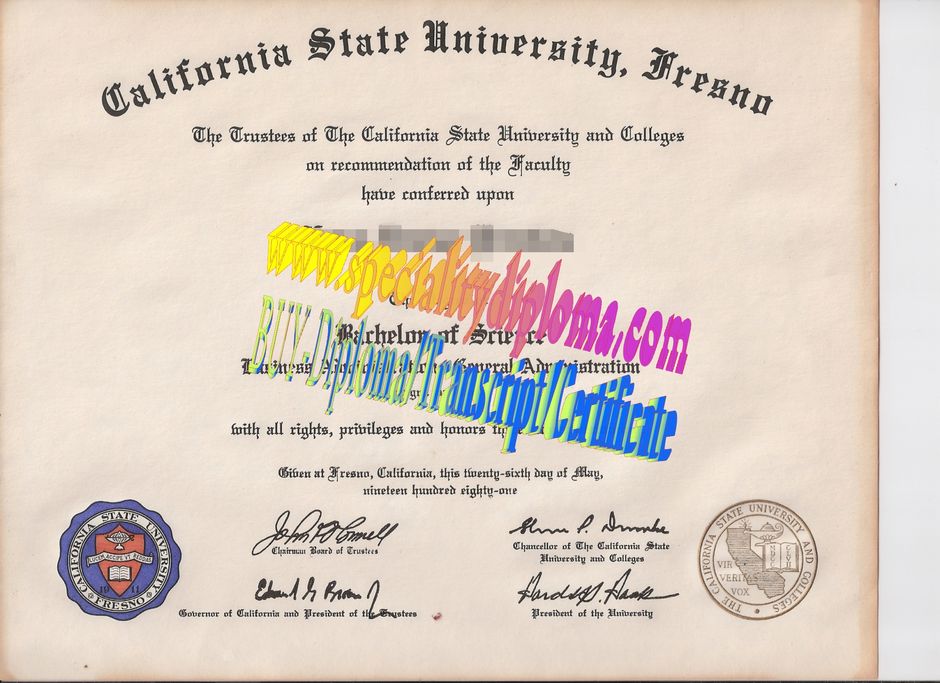 California State University, Fresno
The Trustees of The California State University and Colleges
on recommendation of the Faculty
have conferred upon
www.specialitydiploma.com
Bachelor of Science
BUY-Diploma/Transcript/Certificate
Business Administration General Administration
with all rights, privileges and honors
Given at Fresno, California, this twenty-sixth day of May,
nineteen hundred eighty-one
Chairman Board of Trustees
Chancellor of The California State
University and Colleges
Governor of California and President of the Trustees
President of the University
CALIFORNIA STATE UNIVERSITY
FRESNO
1911
THE CALIFORNIA STATE UNIVERSITY AND COLLEGES
VIR
VERITAS
VOX